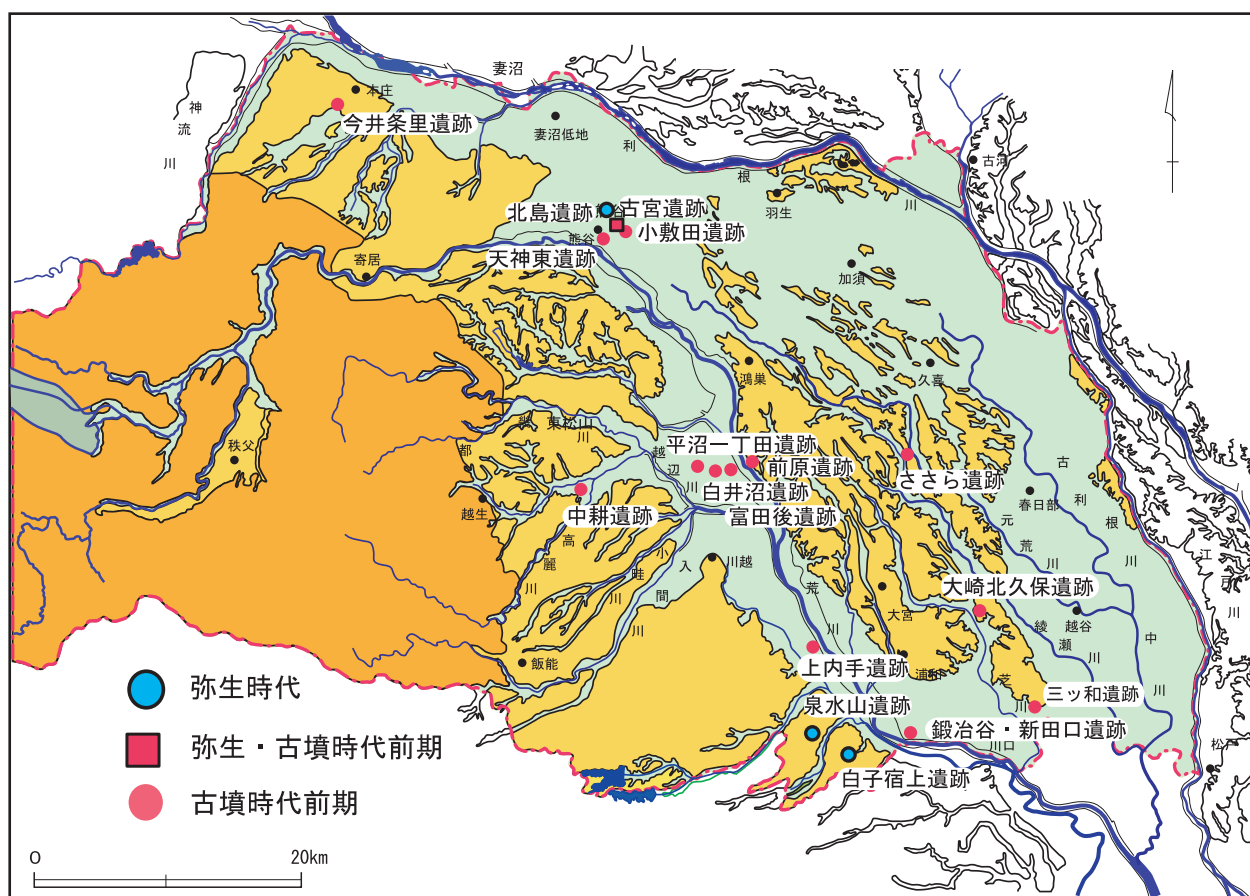 妻沼
神流川
本庄
今井条里遺跡
妻沼低地
利根川
古河
羽生
北島遺跡
古宮遺跡
熊谷
小敷田遺跡
天神東遺跡
寄居
加須
鴻巣
久喜
東松山
都幾川
越辺川
平沼一丁田遺跡
前原遺跡
白井沼遺跡
富田後遺跡
ささら遺跡
秩父
越生
中耕遺跡
春日部
古利根川
元荒川
高麗川
小畔川
入間川
川越
荒川
大宮
大崎北久保遺跡
越谷
綾瀬川
中川
江戸川
飯能
上内手遺跡
浦和
芝川
三ッ和遺跡
泉水山遺跡
鍛冶谷・新田口遺跡
川口
松戸
白子宿上遺跡
弥生時代
弥生・古墳時代前期
古墳時代前期
0
20km